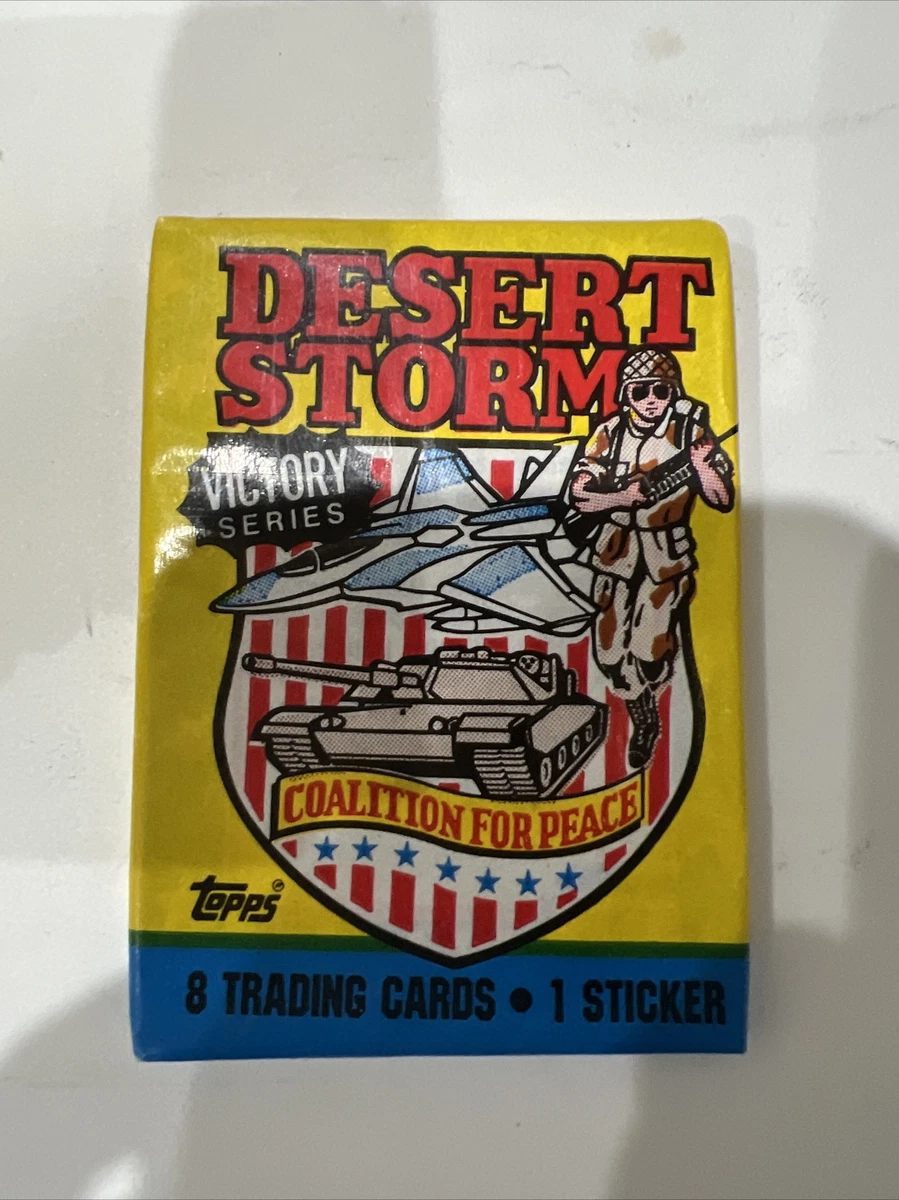 DESERT
STORM
VICTORY
SERIES
COALITION FOR PEACE
topps®
8 TRADING CARDS • 1 STICKER